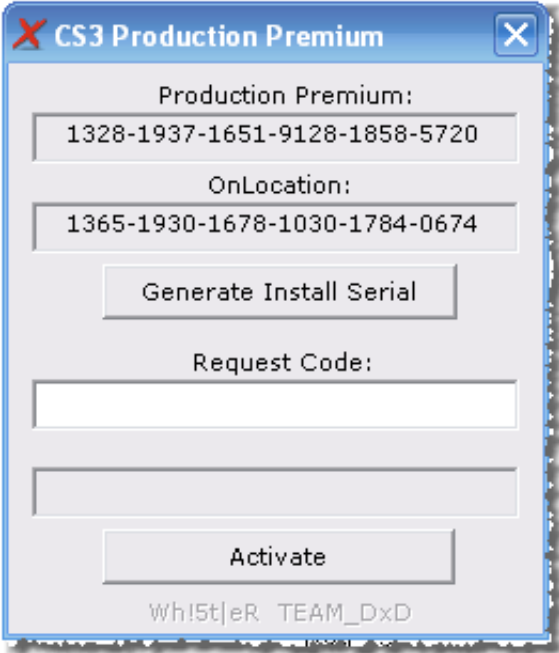 CS3 Production Premium
Production Premium:
1328-1937-1651-9128-1858-5720
OnLocation:
1365-1930-1678-1030-1784-0674
Generate Install Serial
Request Code:
Activate
Wh!5t|eR TEAM_DxD